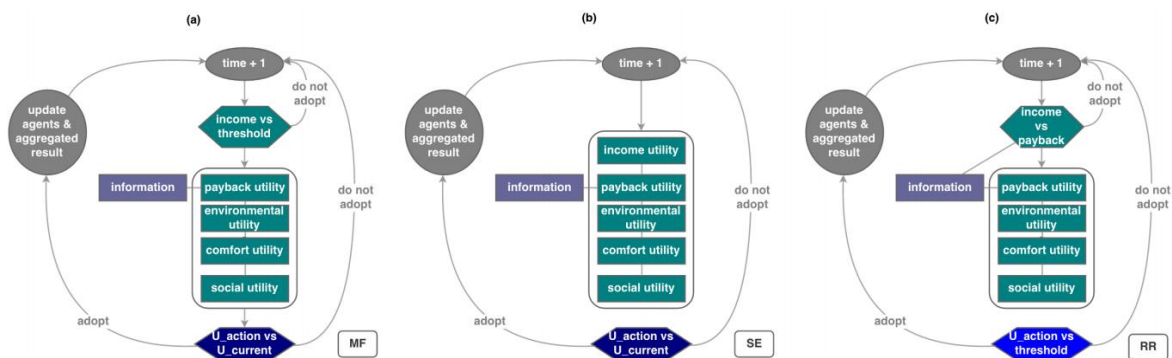 (a)
time + 1
do not
adopt
update
agents &
aggregated
result
income vs
threshold
information
payback utility
environmental
utility
comfort utility
social utility
do not
adopt
adopt
U_action vs
U_current
MF
(b)
time + 1
update
agents &
aggregated
result
income utility
information
payback utility
environmental
utility
comfort utility
social utility
do not
adopt
adopt
U_action vs
U_current
SE
(c)
time + 1
do not
adopt
update
agents &
aggregated
result
income
vs
payback
information
payback utility
environmental
utility
comfort utility
social utility
do not
adopt
adopt
U_action vs
threshold
RR